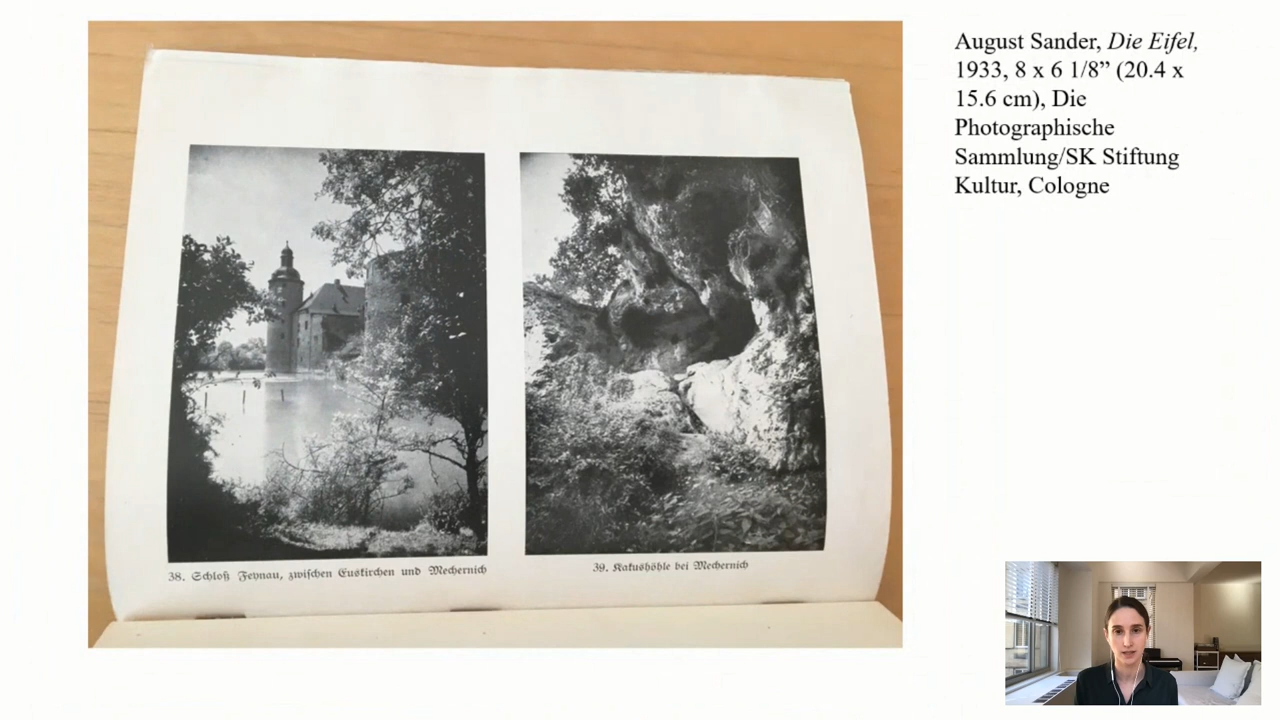 August Sander, Die Eifel,
1933, 8 x 6 1/8” (20.4 x
15.6 cm), Die
Photographische
Sammlung/SK Stiftung
Kultur, Cologne
38. Schloß Feynau, zwischen Euskirchen und Mechernich
39. Kakushöhle bei Mechernich